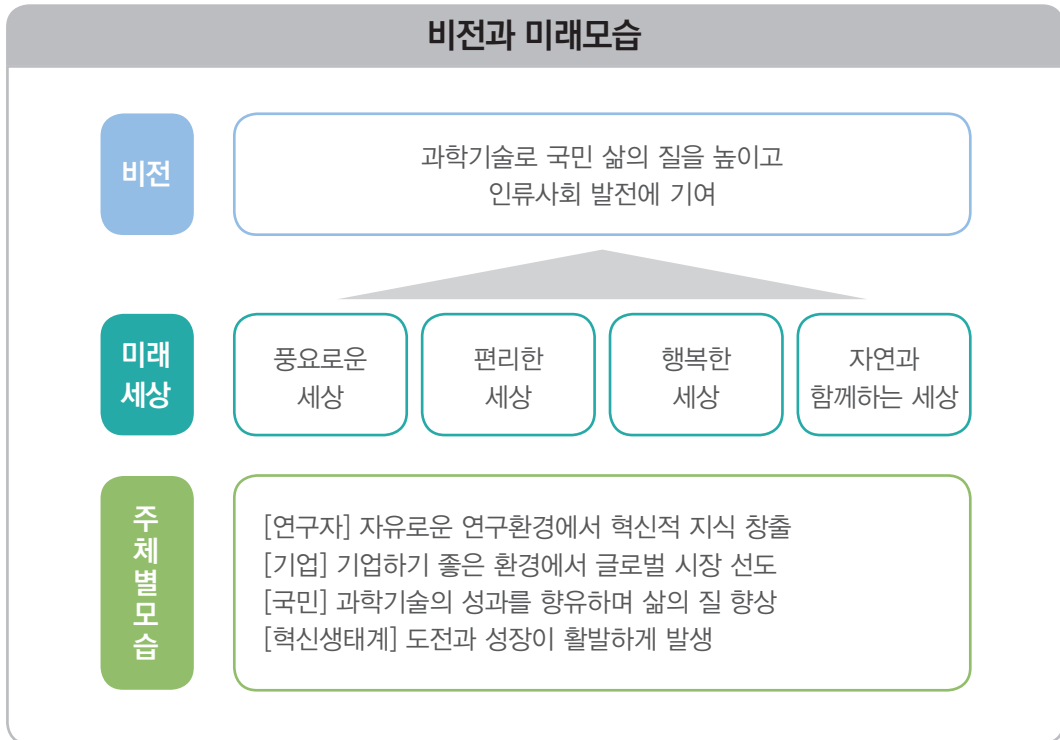 비전과 미래모습
비전
과학기술로 국민 삶의 질을 높이고
인류사회 발전에 기여
미래
세상
풍요로운
세상
편리한
세상
행복한
세상
자연과
함께하는 세상
주체별모습
[연구자] 자유로운 연구환경에서 혁신적 지식 창출
[기업] 기업하기 좋은 환경에서 글로벌 시장 선도
[국민] 과학기술의 성과를 향유하며 삶의 질 향상
[혁신생태계] 도전과 성장이 활발하게 발생